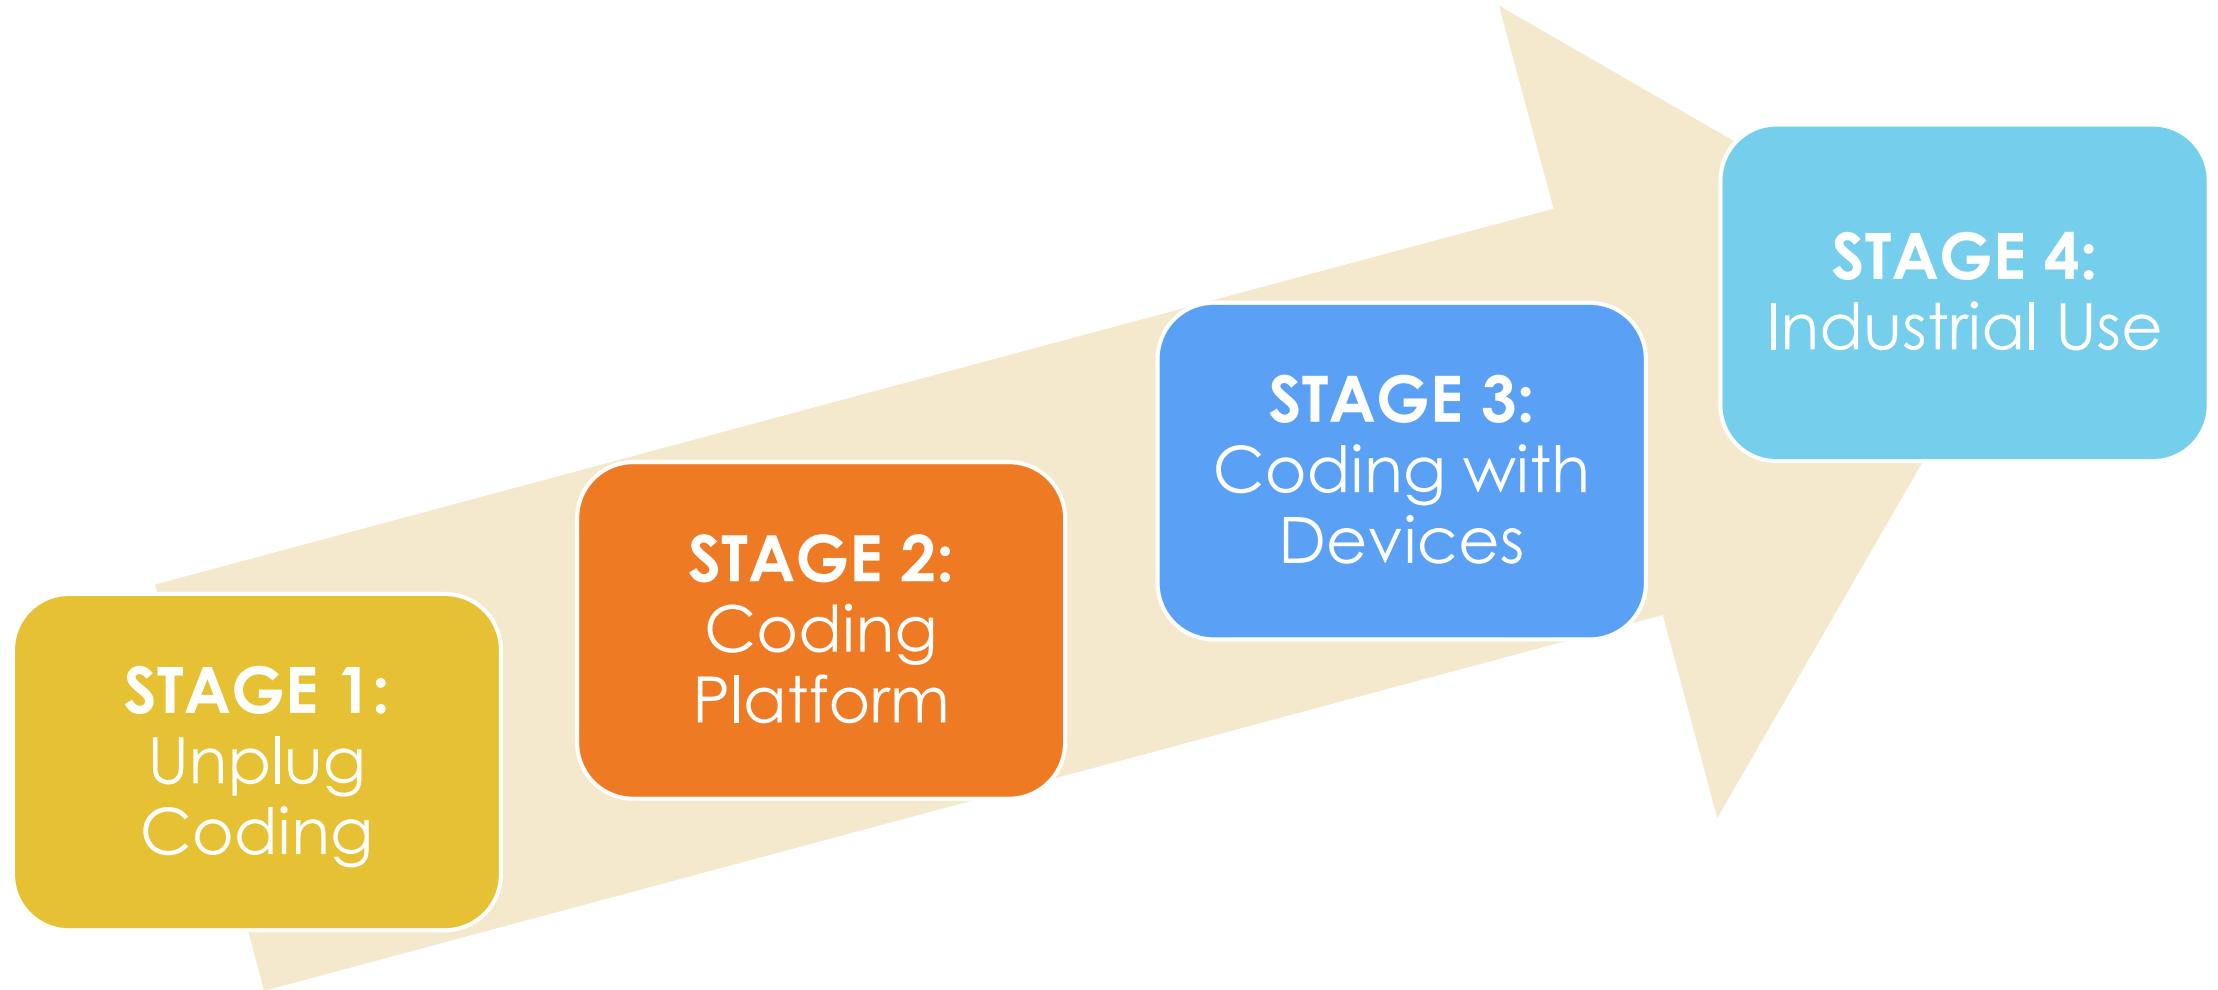 STAGE 1:
Unplug
Coding
STAGE 2:
Coding
Platform
STAGE 3:
Coding with
Devices
STAGE 4:
Industrial Use